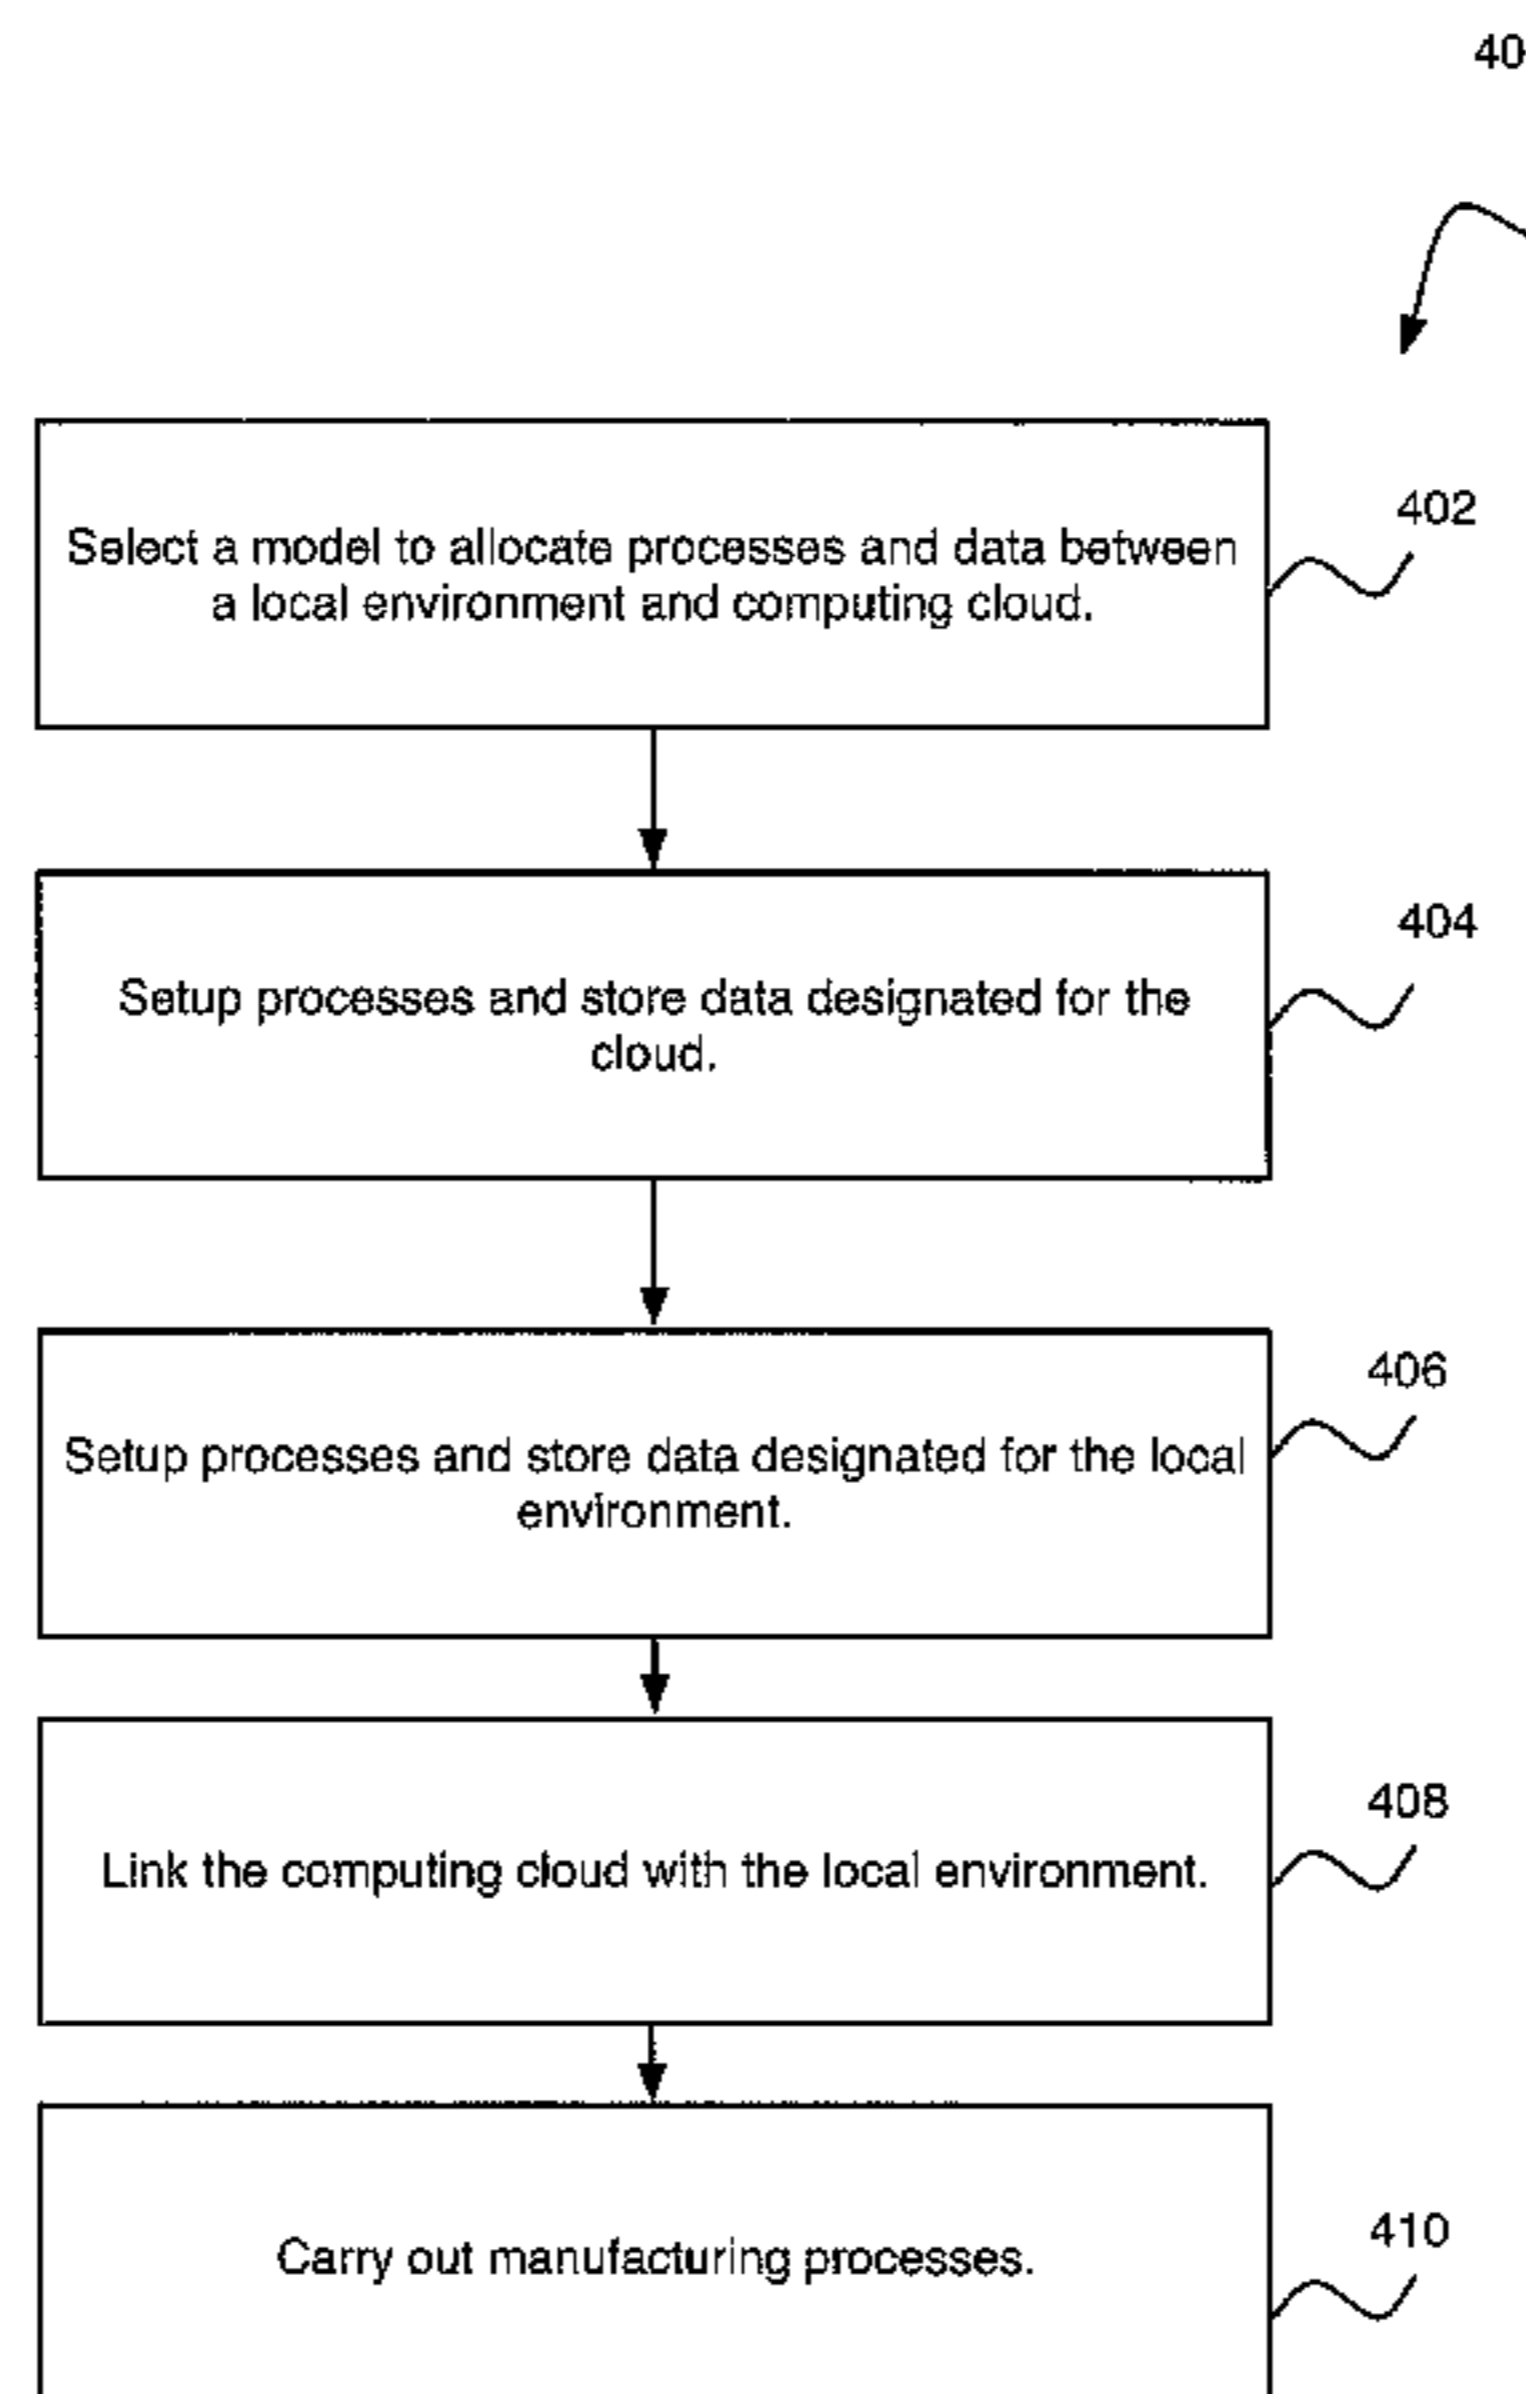 40
402
Select a model to allocate processes and data between
a local environment and computing cloud.
404
Setup processes and store data designated for the
cloud.
406
Setup processes and store data designated for the local
environment.
408
Link the computing cloud with the local environment.
410
Carry out manufacturing processes.